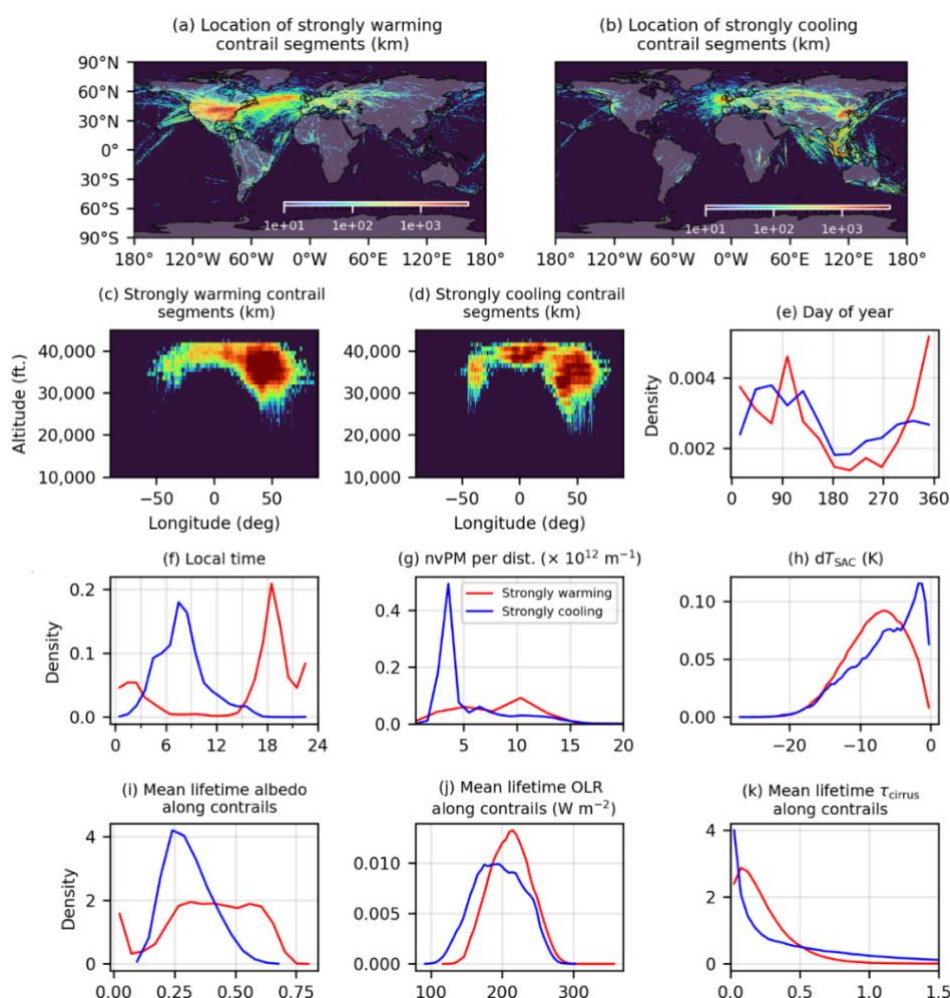 (a) Location of strongly warming
contrail segments (km)
(b) Location of strongly cooling
contrail segments (km)
90°N
60°N
30°N
0°
30°S
60°S
90°S
1e+01 1e+02 1e+03
1e+01 1e+02 1e+03
180° 120°W 60°W 0°W 60°E 120°E 180°
180° 120°W 60°W 0°W 60°E 120°E 180°
(c) Strongly warming contrail
segments (km)
(d) Strongly cooling contrail
segments (km)
(e) Day of year
Altitude (ft.)
40,000
30,000
20,000
10,000
−50 0 50
Longitude (deg)
40,000
30,000
20,000
10,000
−50 0 50
Longitude (deg)
Density
0.004
0.002
0 90 180 270 360
(f) Local time
(g) nvPM per dist. (× 10¹² m⁻¹)
(h) dT_SAC (K)
Density
0.2
0.1
0.0
0 6 12 18 24
0.4
0.2
0.0
Strongly warming
Strongly cooling
5 10 15 20
0.10
0.05
0.00
−20 −10 0
(i) Mean lifetime albedo
along contrails
(j) Mean lifetime OLR
along contrails (W m⁻²)
(k) Mean lifetime τ_cirrus
along contrails
Density
4
2
0
0.00 0.25 0.50 0.75
0.010
0.005
0.000
100 200 300
4
2
0
0.0 0.5 1.0 1.5